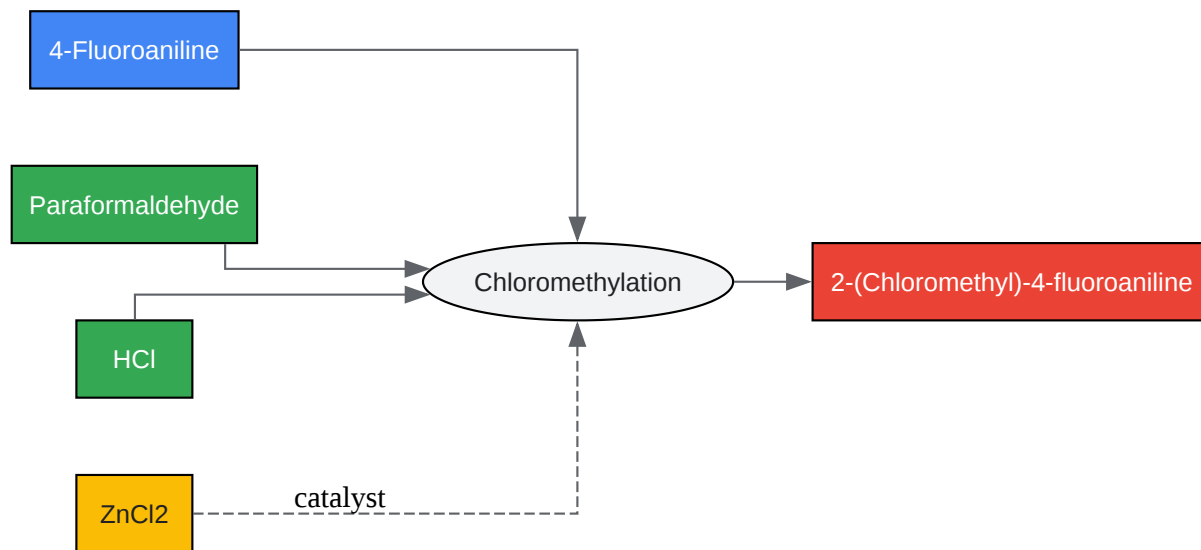 4-Fluoroaniline
Paraformaldehyde
Chloromethylation
2-(Chloromethyl)-4-fluoroaniline
HCl
catalyst
ZnCl2